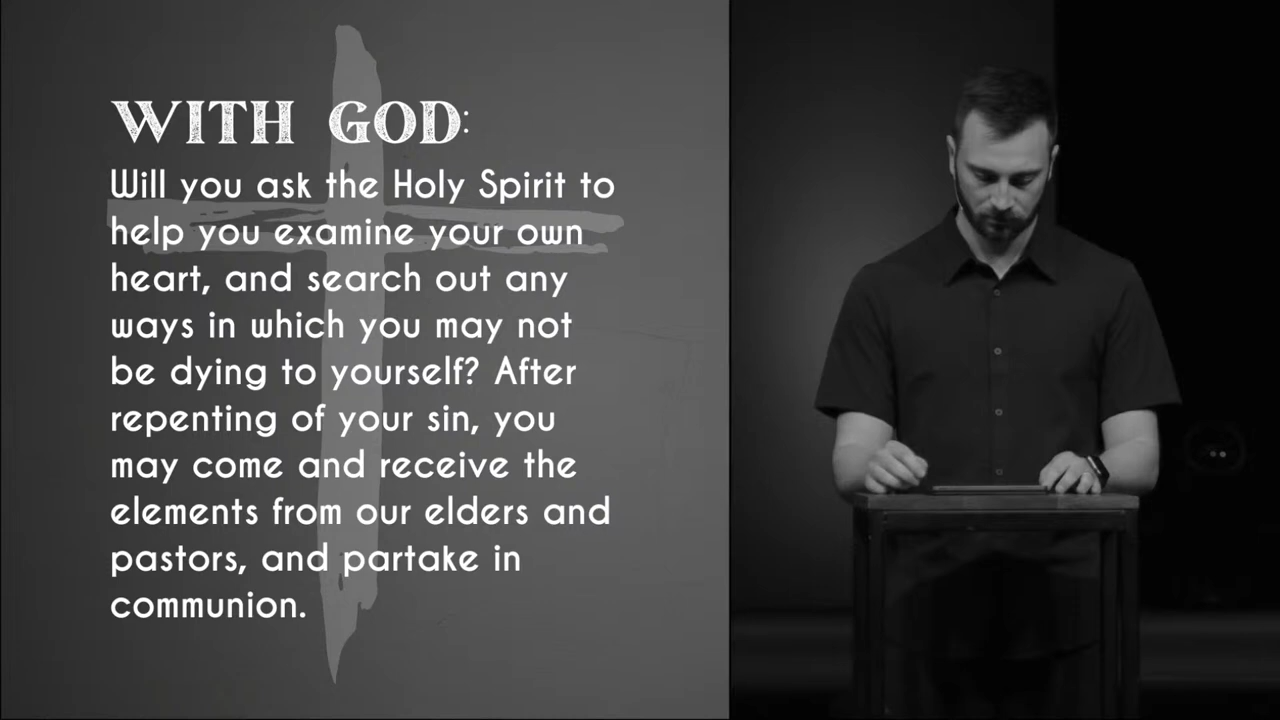 WITH GOD:
Will you ask the Holy Spirit to
help you examine your own
heart, and search out any
ways in which you may not
be dying to yourself? After
repenting of your sin, you
may come and receive the
elements from our elders and
pastors, and partake in
communion.